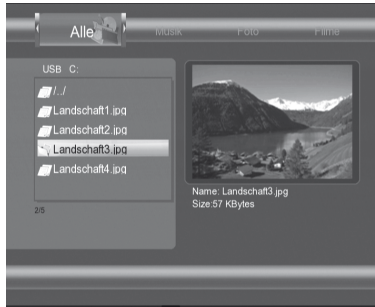 Alle Musik Foto Filme
USB C:
/../
Landschaft1.jpg
Landschaft2.jpg
Landschaft3.jpg
Landschaft4.jpg
2/5
Name: Landschaft3.jpg
Size:57 KBytes